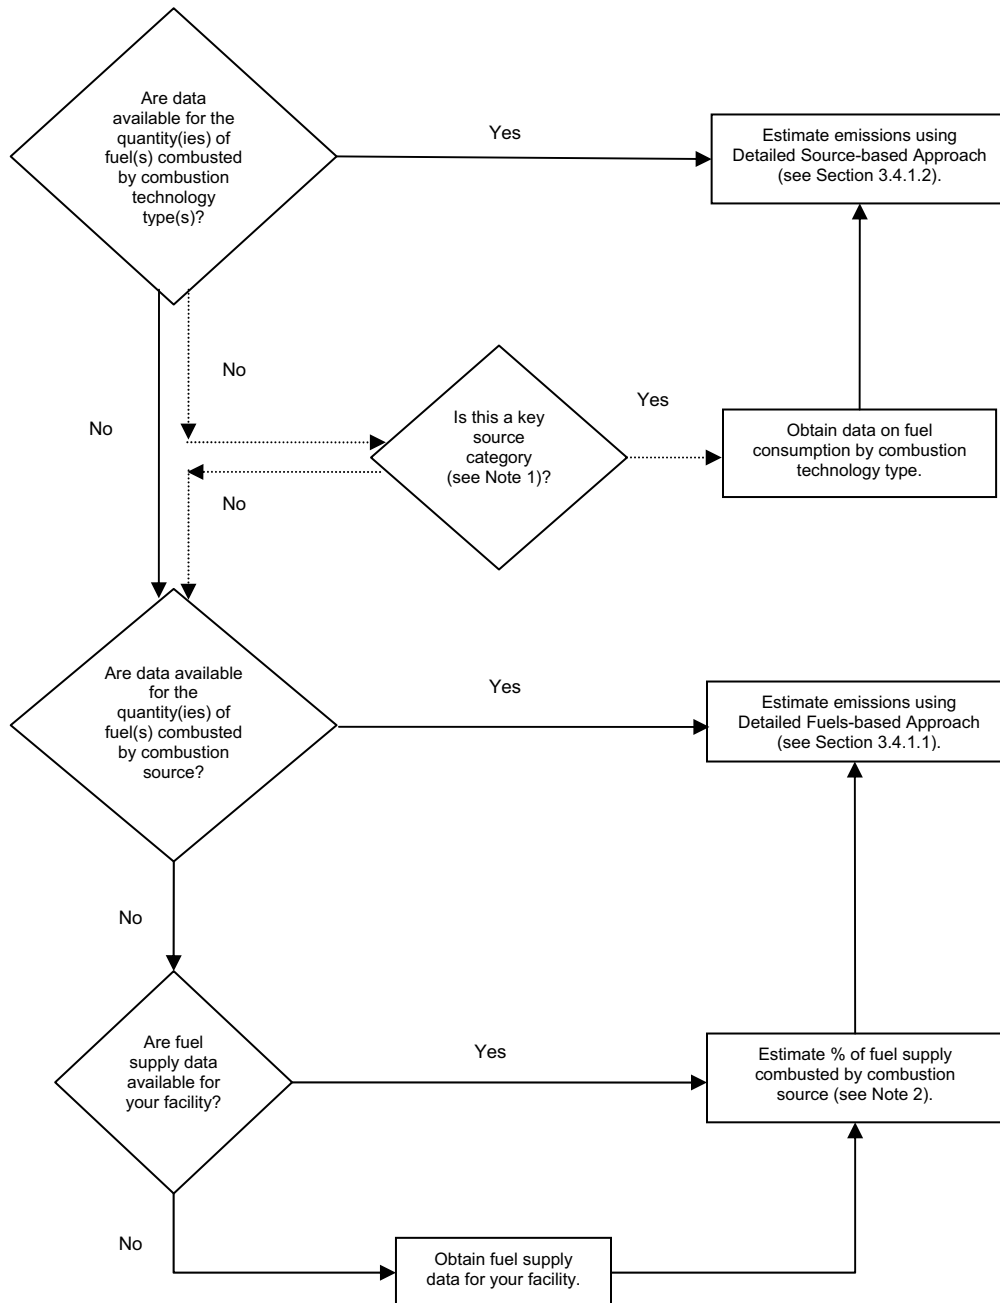 Are data
available for the
quantity(ies) of
fuel(s) combusted
by combustion
technology
type(s)?
Yes
Estimate emissions using
Detailed Source-based Approach
(see Section 3.4.1.2).
No
No
Is this a key
source
category
(see Note 1)?
Yes
Obtain data on fuel
consumption by combustion
technology type.
No
Are data available
for the
quantity(ies) of
fuel(s) combusted
by combustion
source?
Yes
Estimate emissions using
Detailed Fuels-based Approach
(see Section 3.4.1.1).
No
Are fuel
supply data
available for
your facility?
Yes
Estimate % of fuel supply
combusted by combustion
source (see Note 2).
No
Obtain fuel supply
data for your facility.